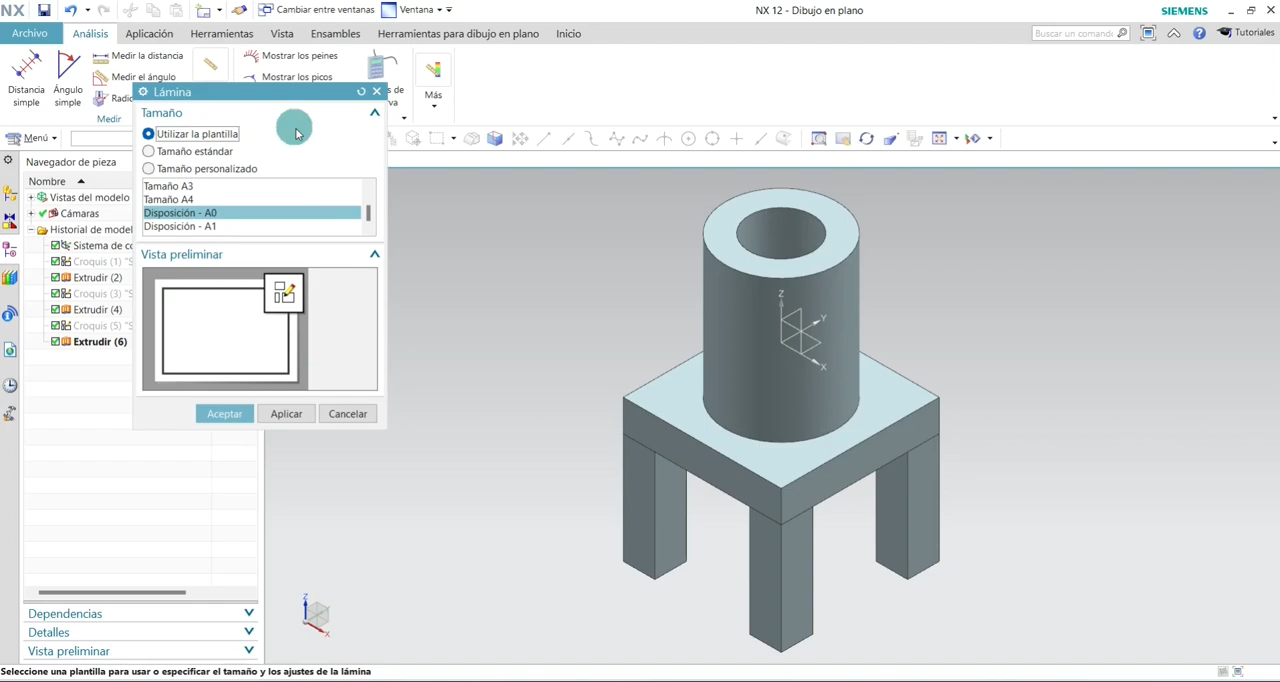 NX
Cambiar entre ventanas
Ventana
NX 12 - Dibujo en plano
SIEMENS
Archivo
Análisis
Aplicación
Herramientas
Vista
Ensambles
Herramientas para dibujo en plano
Inicio
Buscar un comando
Tutoriales
Distancia simple
Ángulo simple
Medir la distancia
Medir el ángulo
Radio
Medir
Mostrar los peines
Mostrar los picos
Más
Menú
Lámina
Tamaño
Utilizar la plantilla
Tamaño estándar
Tamaño personalizado
Tamaño A3
Tamaño A4
Disposición - A0
Disposición - A1
Vista preliminar
Aceptar
Aplicar
Cancelar
Navegador de pieza
Nombre
Vistas del modelo
Cámaras
Historial de model
Sistema de co
Croquis (1) "S
Extrudir (2)
Croquis (3) "S
Extrudir (4)
Croquis (5) "S
Extrudir (6)
Dependencias
Detalles
Vista preliminar
Z
Y
X
Z
X
Seleccione una plantilla para usar o especificar el tamaño y los ajustes de la lámina